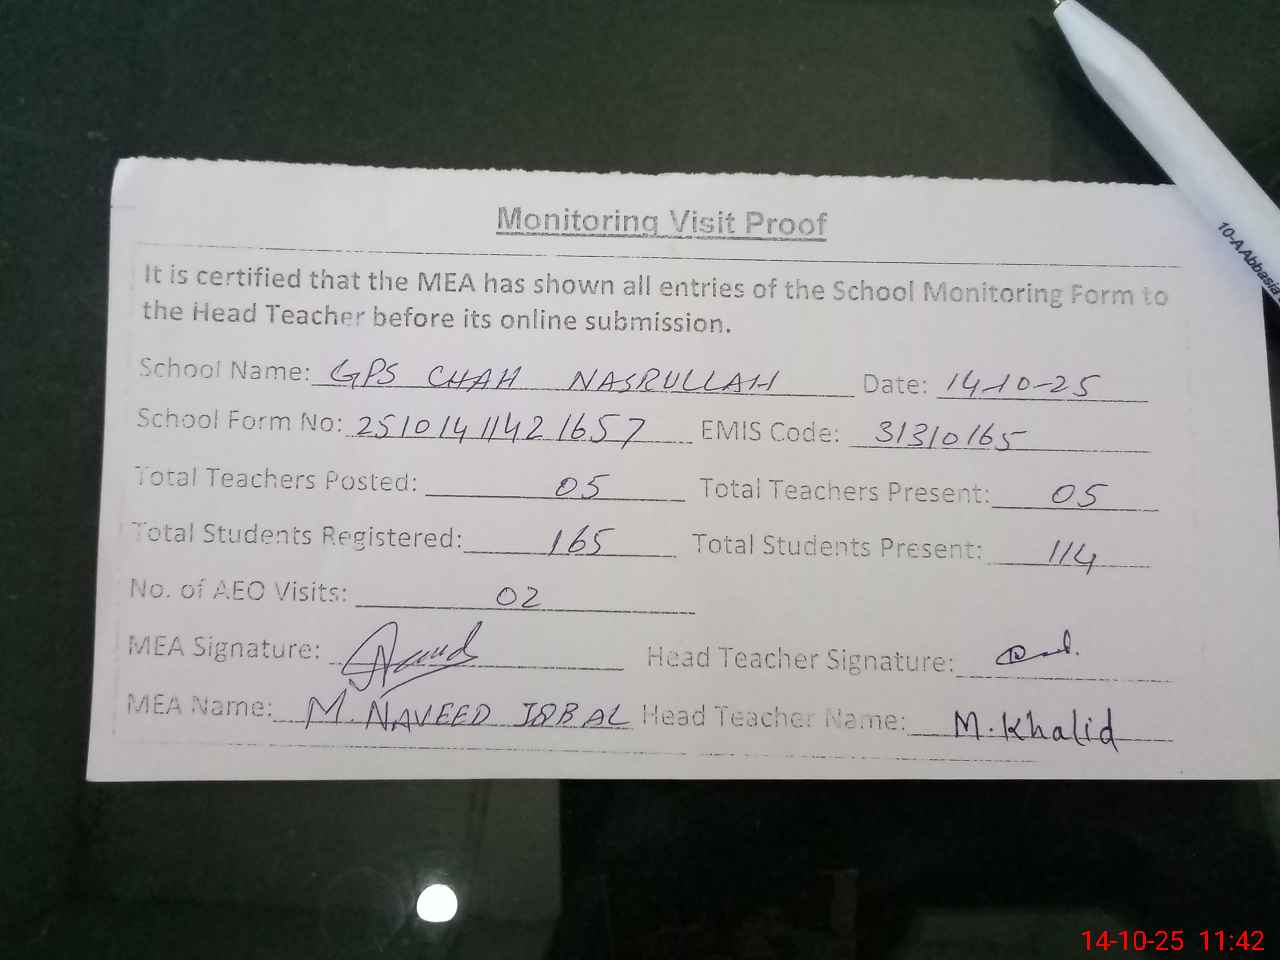 Monitoring Visit Proof
It is certified that the MEA has shown all entries of the School Monitoring Form to
the Head Teacher before its online submission.
School Name: GPS CHAH NASRULLAH Date: 14-10-25
School Form No: 25101411421657 EMIS Code: 31310165
Total Teachers Posted: 05 Total Teachers Present: 05
Total Students Registered: 165 Total Students Present: 114
No. of AEO Visits: 02
MEA Signature: Head Teacher Signature:
MEA Name: M. NAVEED IQBAL Head Teacher Name: M. Khalid
10-A Abbasia
14-10-25 11:42